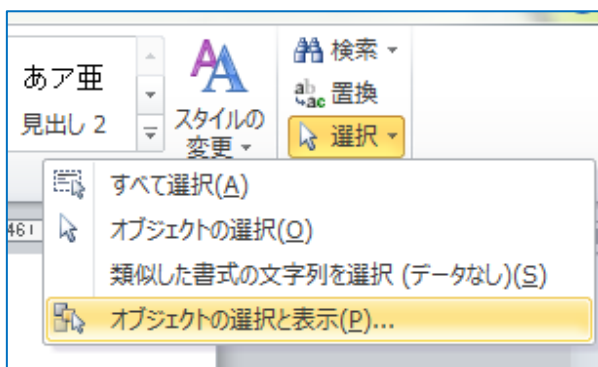 あア亜
見出し 2
スタイルの
変更
検索
ab
ac
置換
選択
すべて選択(A)
オブジェクトの選択(O)
類似した書式の文字列を選択 (データなし)(S)
オブジェクトの選択と表示(P)...
46